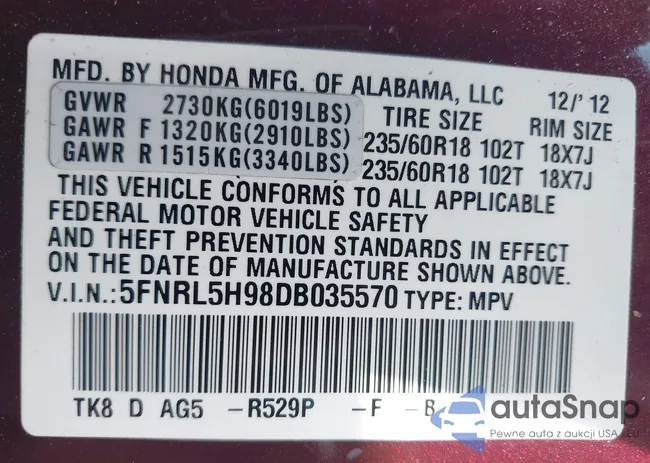 MFD. BY HONDA MFG. OF ALABAMA, LLC 12/'12
GVWR 2730KG(6019LBS) TIRE SIZE RIM SIZE
GAWR F 1320KG(2910LBS) 235/60R18 102T 18X7J
GAWR R 1515KG(3340LBS) 235/60R18 102T 18X7J
THIS VEHICLE CONFORMS TO ALL APPLICABLE
FEDERAL MOTOR VEHICLE SAFETY
AND THEFT PREVENTION STANDARDS IN EFFECT
ON THE DATE OF MANUFACTURE SHOWN ABOVE.
V.I.N.:5FNRL5H98DB035570 TYPE: MPV
TK8 D AG5 -R529P -F -B
autaSnap
Pewne auta z aukcji USA i EU